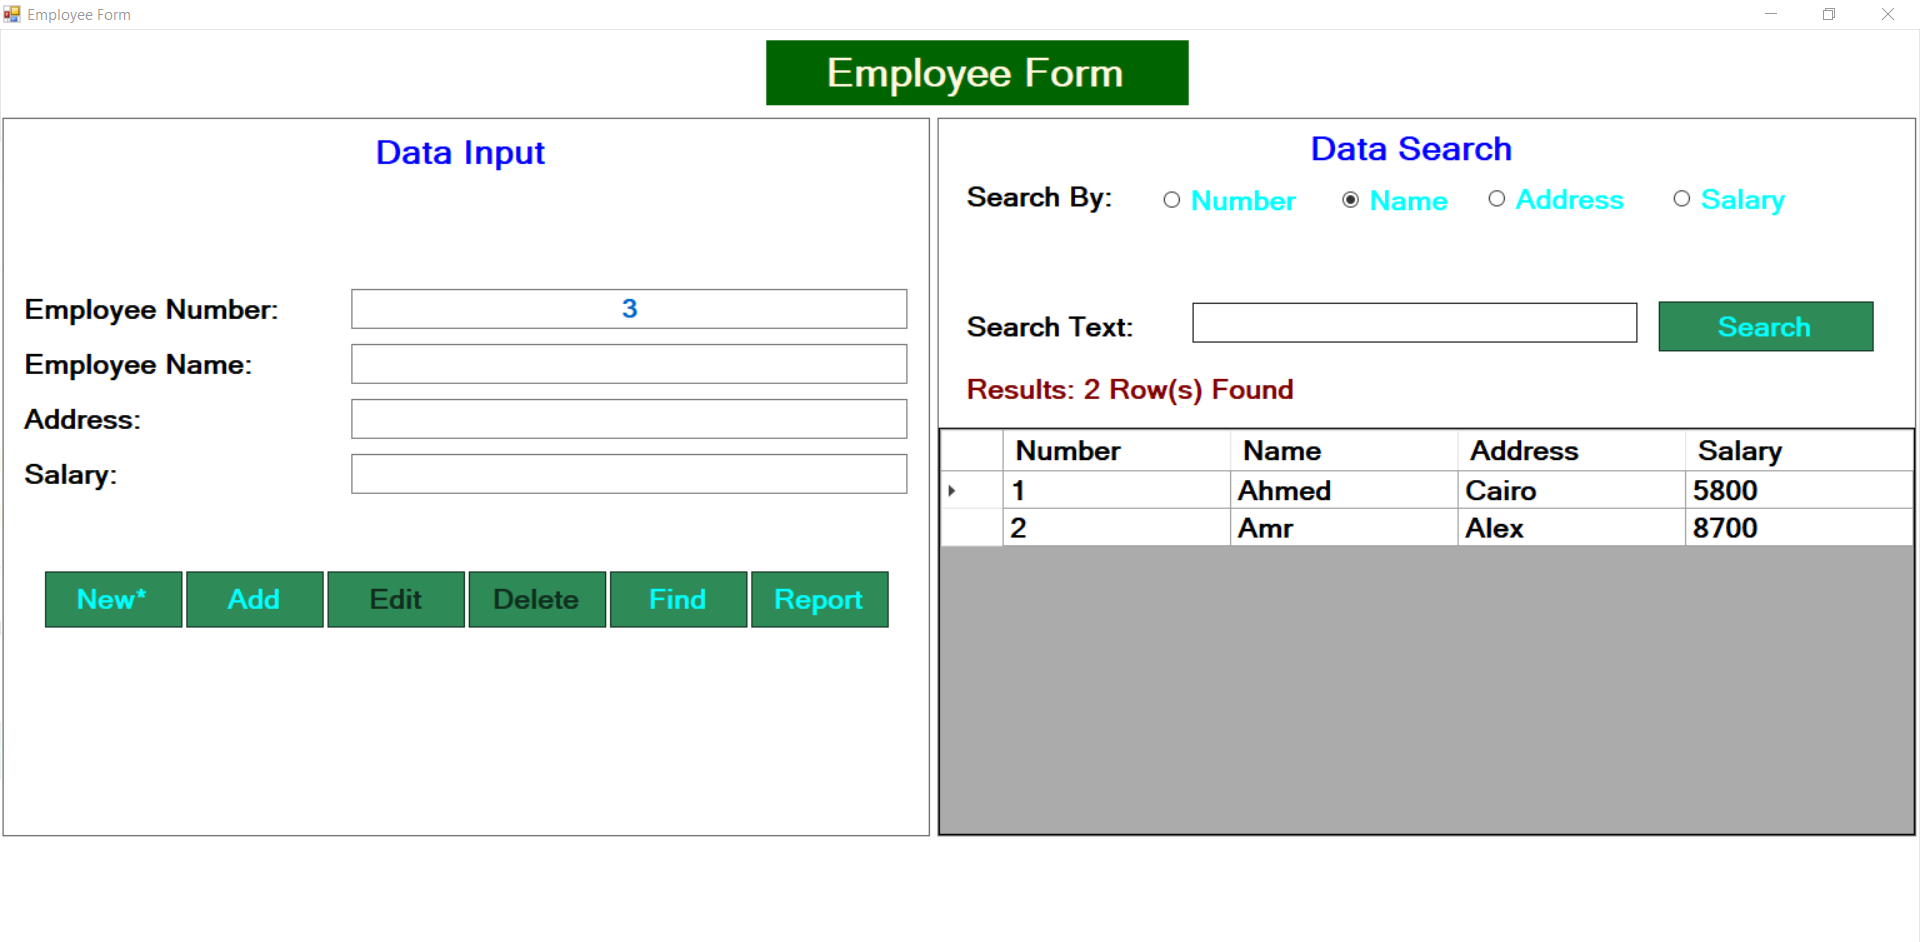 Employee Form
Employee Form
Data Input
Employee Number: 3
Employee Name:
Address:
Salary:
New* Add Edit Delete Find Report
Data Search
Search By: Number Name Address Salary
Search Text: Search
Results: 2 Row(s) Found
Number Name Address Salary
1 Ahmed Cairo 5800
2 Amr Alex 8700